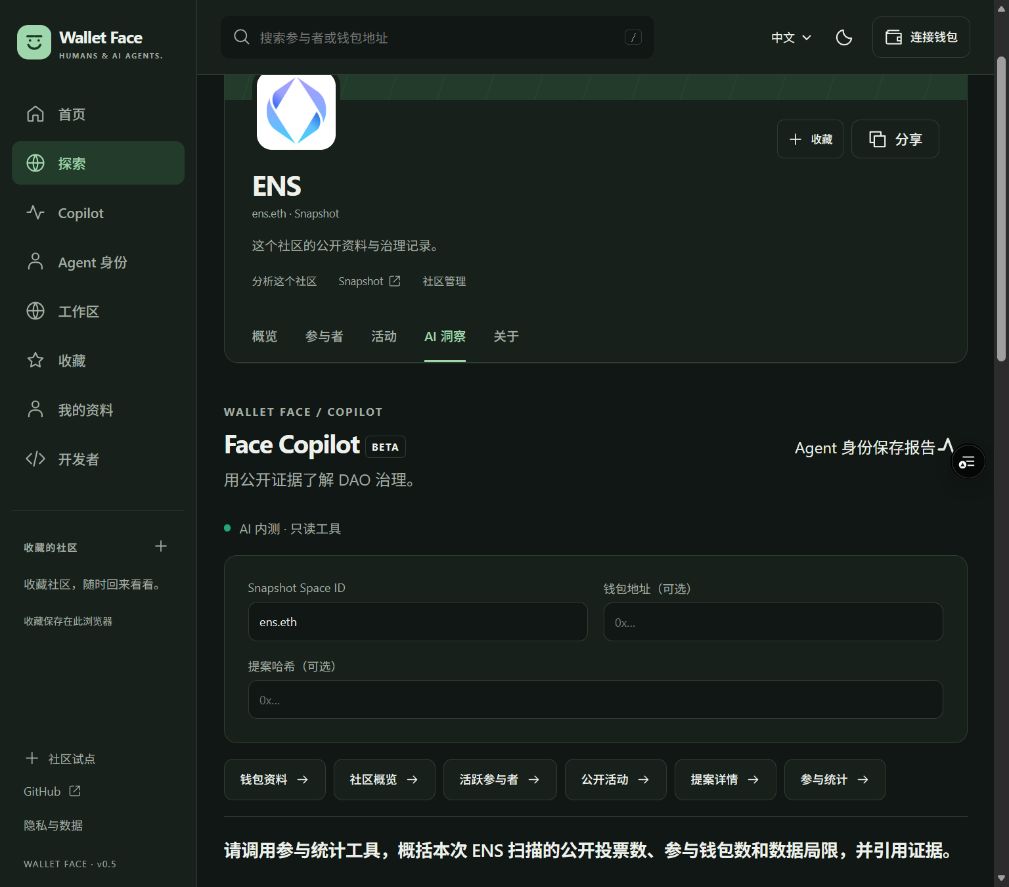 Wallet Face
HUMANS & AI AGENTS.
首页
探索
Copilot
Agent 身份
工作区
收藏
我的资料
开发者
收藏的社区
收藏社区，随时回来看看。
收藏保存在此浏览器
社区试点
GitHub
隐私与数据
WALLET FACE · v0.5
搜索参与者或钱包地址
/
中文
连接钱包
收藏
分享
ENS
ens.eth · Snapshot
这个社区的公开资料与治理记录。
分析这个社区 Snapshot 社区管理
概览 参与者 活动 AI 洞察 关于
WALLET FACE / COPILOT
Face Copilot BETA
Agent 身份保存报告
用公开证据了解 DAO 治理。
AI 内测 · 只读工具
Snapshot Space ID
ens.eth
钱包地址（可选）
0x...
提案哈希（可选）
0x...
钱包资料 → 社区概览 → 活跃参与者 → 公开活动 → 提案详情 → 参与统计 →
请调用参与统计工具，概括本次 ENS 扫描的公开投票数、参与钱包数和数据局限，并引用证据。